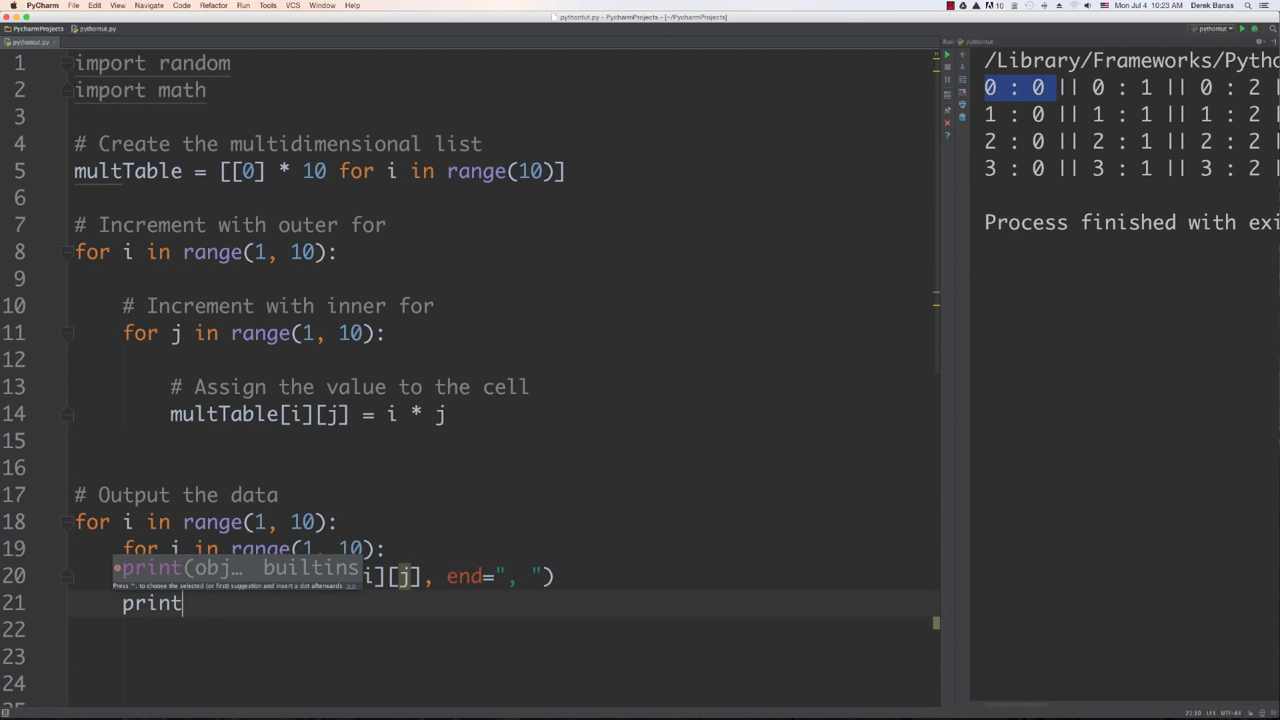 PyCharm File Edit View Navigate Code Refactor Run Tools VCS Window Help
10 Mon Jul 4 10:23 AM Derek Banas
pythontut.py - PyCharmProjects - [~/PycharmProjects]
PycharmProjects pythontut.py
pythontut
pythontut.py
Run: pythontut
1 import random
2 import math
3
4 # Create the multidimensional list
5 multTable = [[0] * 10 for i in range(10)]
6
7 # Increment with outer for
8 for i in range(1, 10):
9
10 # Increment with inner for
11 for j in range(1, 10):
12
13 # Assign the value to the cell
14 multTable[i][j] = i * j
15
16
17 # Output the data
18 for i in range(1, 10):
19 for j in range(1, 10):
print(obj… builtins
Press ^. to choose the selected (or first) suggestion and insert a dot afterwards >>
20 i][j], end=", ")
21 print
22
23
24
/Library/Frameworks/Pytho
0 : 0 || 0 : 1 || 0 : 2 |
1 : 0 || 1 : 1 || 1 : 2 |
2 : 0 || 2 : 1 || 2 : 2 |
3 : 0 || 3 : 1 || 3 : 2 |
Process finished with exi
21:10 LF‡ UTF-8‡